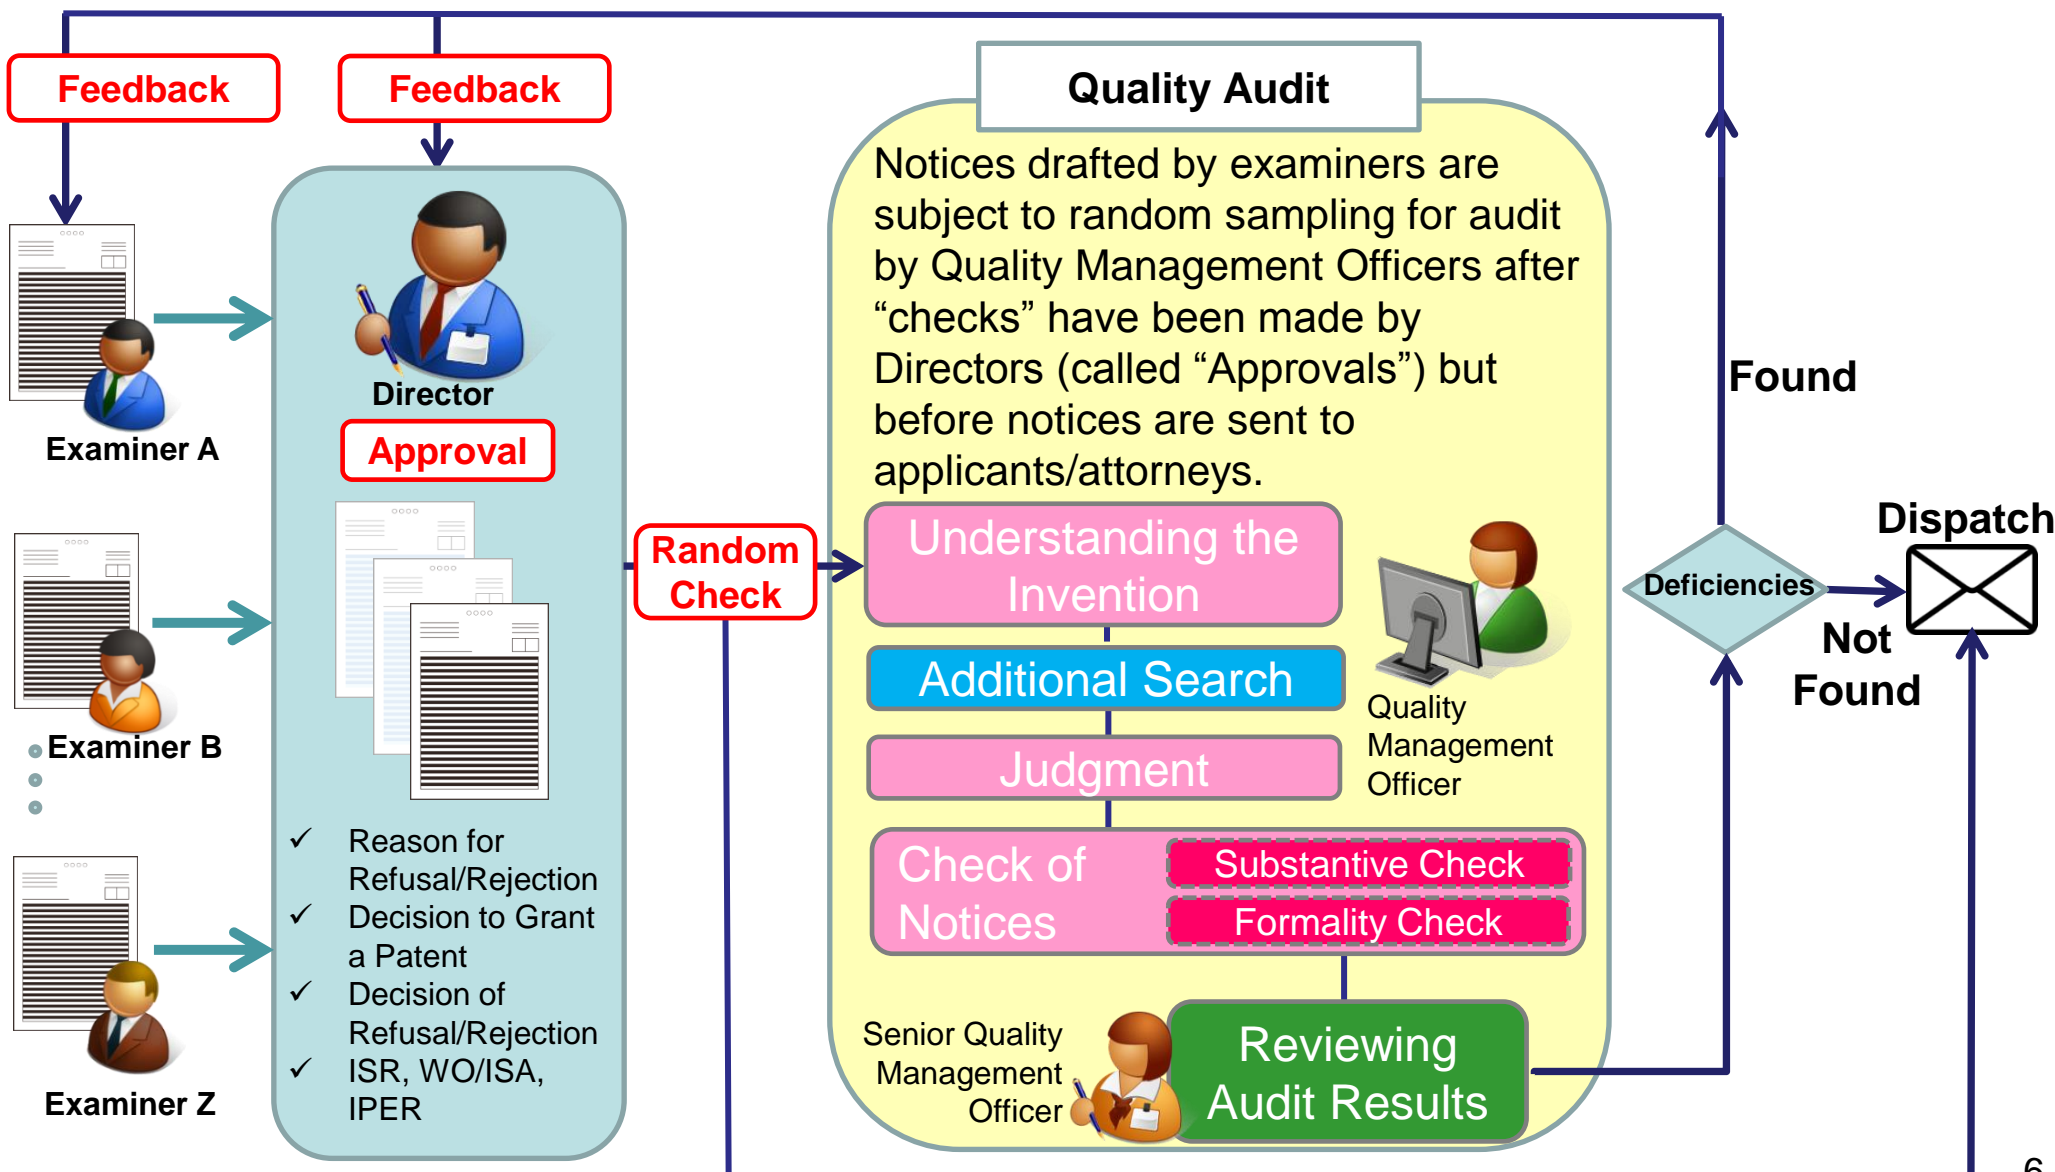 Feedback
Feedback
Quality Audit
Notices drafted by examiners are
subject to random sampling for audit
by Quality Management Officers after
“checks” have been made by
Directors (called “Approvals”) but
before notices are sent to
applicants/attorneys.
Director
Approval
Examiner A
Examiner B
Examiner Z
✓ Reason for
Refusal/Rejection
✓ Decision to Grant
a Patent
✓ Decision of
Refusal/Rejection
✓ ISR, WO/ISA,
IPER
Random
Check
Understanding the
Invention
Additional Search
Judgment
Quality
Management
Officer
Check of
Notices
Substantive Check
Formality Check
Senior Quality
Management
Officer
Reviewing
Audit Results
Found
Deficiencies
Not
Found
Dispatch
6